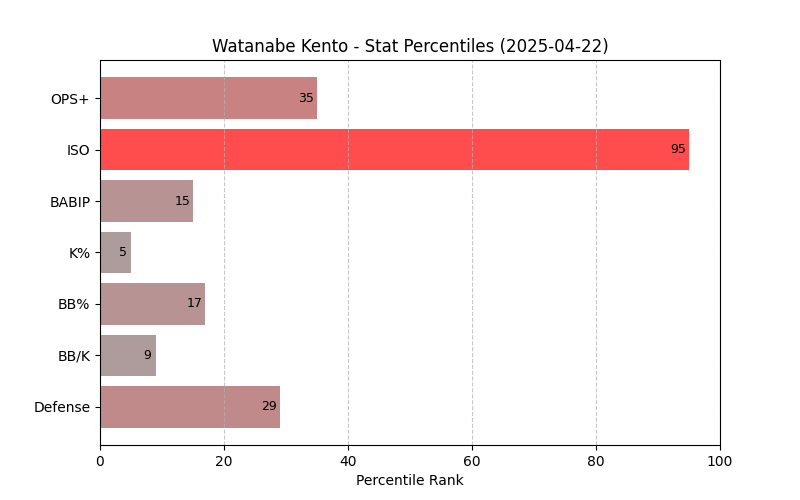 Watanabe Kento - Stat Percentiles (2025-04-22)
OPS+ 35
ISO 95
BABIP 15
K% 5
BB% 17
BB/K 9
Defense 29
0 20 40 60 80 100
Percentile Rank